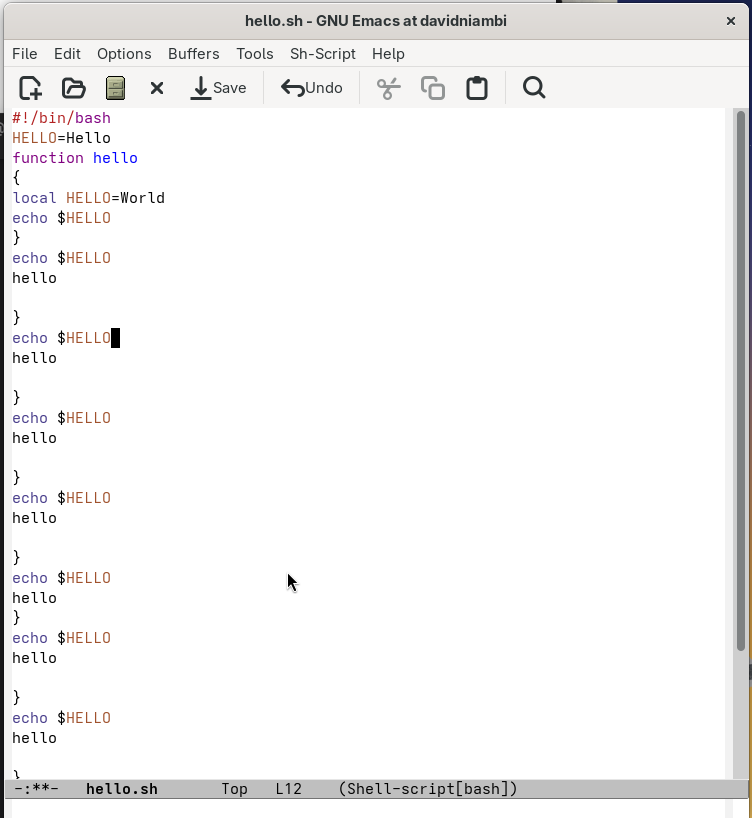 hello.sh - GNU Emacs at davidniambi
File Edit Options Buffers Tools Sh-Script Help
Save Undo
#!/bin/bash
HELLO=Hello
function hello
{
local HELLO=World
echo $HELLO
}
echo $HELLO
hello
}
echo $HELLO
hello
}
echo $HELLO
hello
}
echo $HELLO
hello
}
echo $HELLO
hello
}
echo $HELLO
hello
}
echo $HELLO
hello
}
-:**- hello.sh Top L12 (Shell-script[bash])